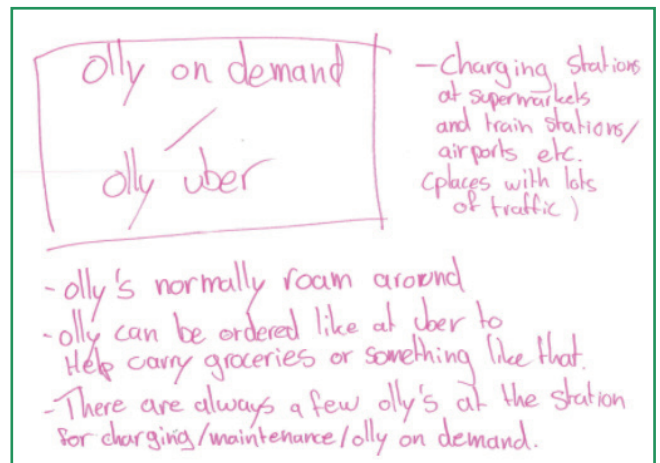 olly on demand
/
olly uber
- Charging stations
at supermarkets
and train stations/
airports etc.
(places with lots
of traffic)
- olly's normally roam around
- olly can be ordered like at uber to
Help carry groceries or something like that.
- There are always a few olly's at the station
for charging/maintenance/olly on demand.